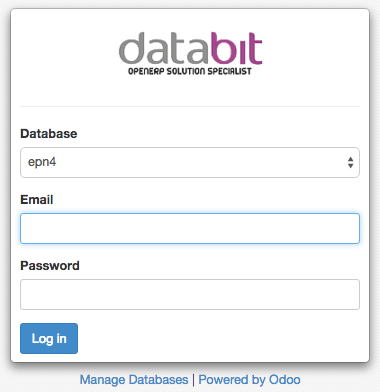 databit
OPENERP SOLUTION SPECIALIST
Database
epn4
Email
Password
Log in
Manage Databases | Powered by Odoo